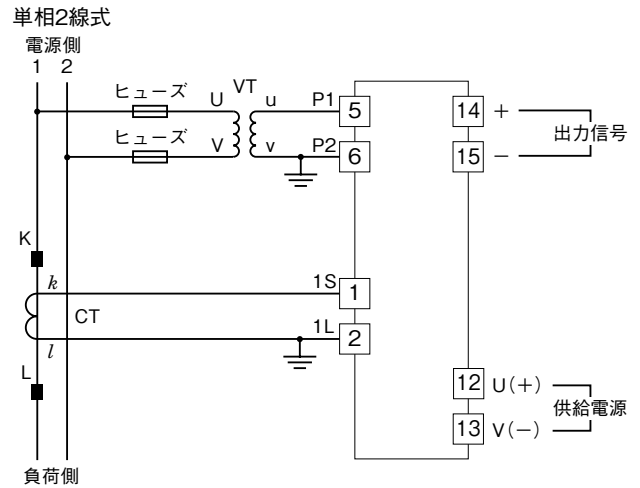 単相2線式
電源側
1 2
ヒューズ
U VT u P1 5
14 +
出力信号
ヒューズ
V v P2 6
15 −
K
k 1S 1
CT
l 1L 2
L
12 U(+)
供給電源
13 V(−)
負荷側